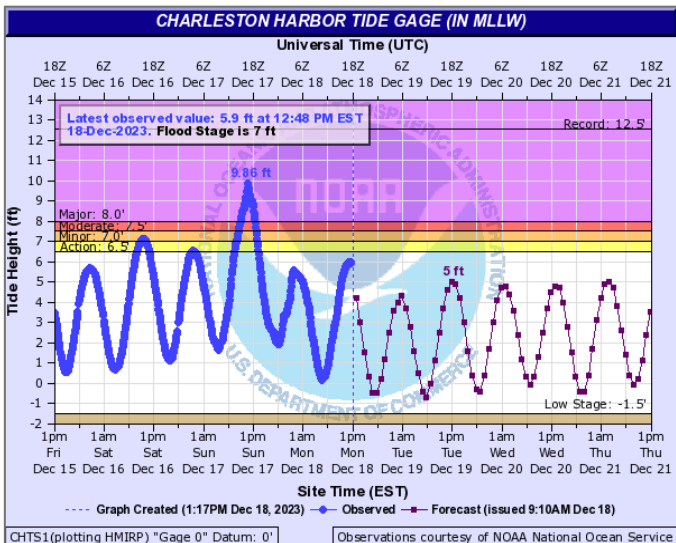 CHARLESTON HARBOR TIDE GAGE (IN MLLW)
Universal Time (UTC)
18Z 6Z 18Z 6Z 18Z 6Z 18Z 6Z 18Z 6Z 18Z 6Z 18Z
Dec 15 Dec 16 Dec 16 Dec 17 Dec 17 Dec 18 Dec 18 Dec 19 Dec 19 Dec 20 Dec 20 Dec 21 Dec 21
Latest observed value: 5.9 ft at 12:48 PM EST
18-Dec-2023. Flood Stage is 7 ft
Record: 12.5'
9.86 ft
Major: 8.0'
Moderate: 7.5'
Minor: 7.0'
Action: 6.5'
5 ft
Low Stage: -1.5'
Tide Height (ft)
14
13
12
11
10
9
8
7
6
5
4
3
2
1
0
-1
-2
NOAA
NATIONAL OCEANIC AND ATMOSPHERIC ADMINISTRATION
U.S. DEPARTMENT OF COMMERCE
1pm 1am 1pm 1am 1pm 1am 1pm 1am 1pm 1am 1pm 1am 1pm
Fri Sat Sat Sun Sun Mon Mon Tue Tue Wed Wed Thu Thu
Dec 15 Dec 16 Dec 16 Dec 17 Dec 17 Dec 18 Dec 18 Dec 19 Dec 19 Dec 20 Dec 20 Dec 21 Dec 21
Site Time (EST)
Graph Created (1:17PM Dec 18, 2023) Observed Forecast (issued 9:10AM Dec 18)
CHTS1(plotting HMIRP) "Gage 0" Datum: 0'
Observations courtesy of NOAA National Ocean Service